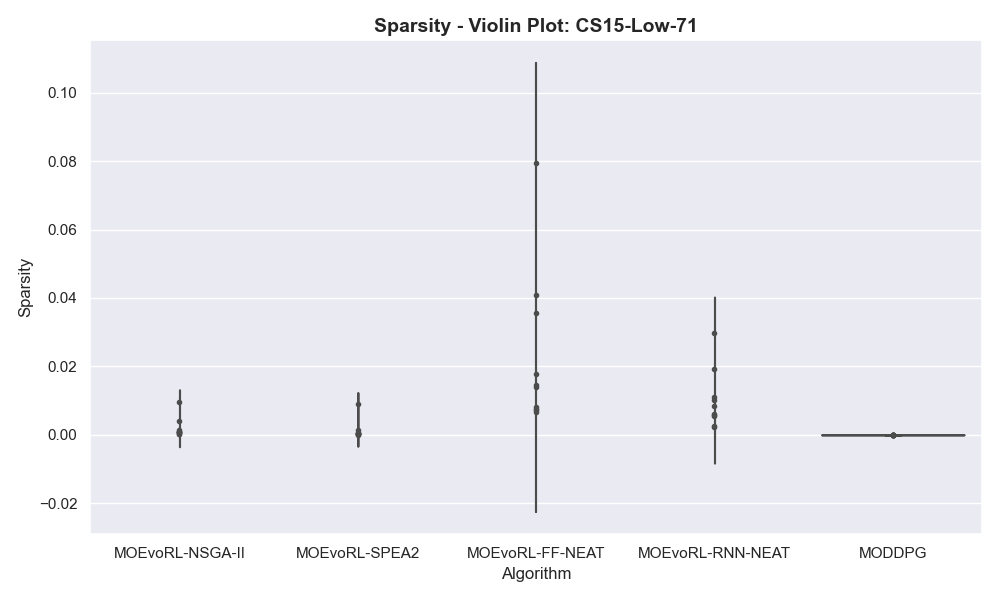 Sparsity - Violin Plot: CS15-Low-71
0.10
0.08
0.06
0.04
0.02
0.00
−0.02
Sparsity
MOEvoRL-NSGA-II MOEvoRL-SPEA2 MOEvoRL-FF-NEAT MOEvoRL-RNN-NEAT MODDPG
Algorithm